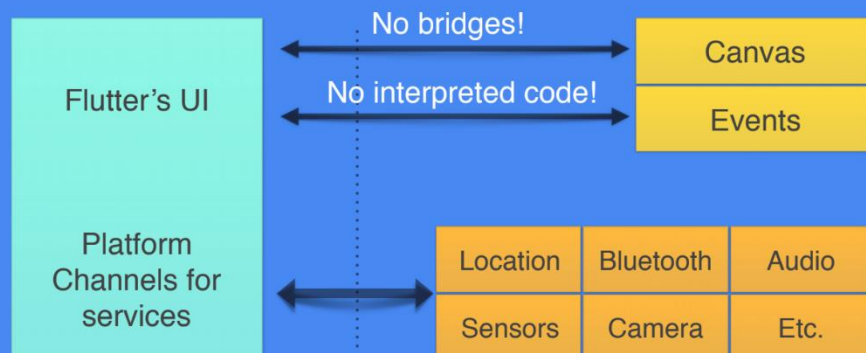 No bridges!
Canvas
Flutter's UI
No interpreted code!
Events
Platform
Channels for
services
Location
Bluetooth
Audio
Sensors
Camera
Etc.